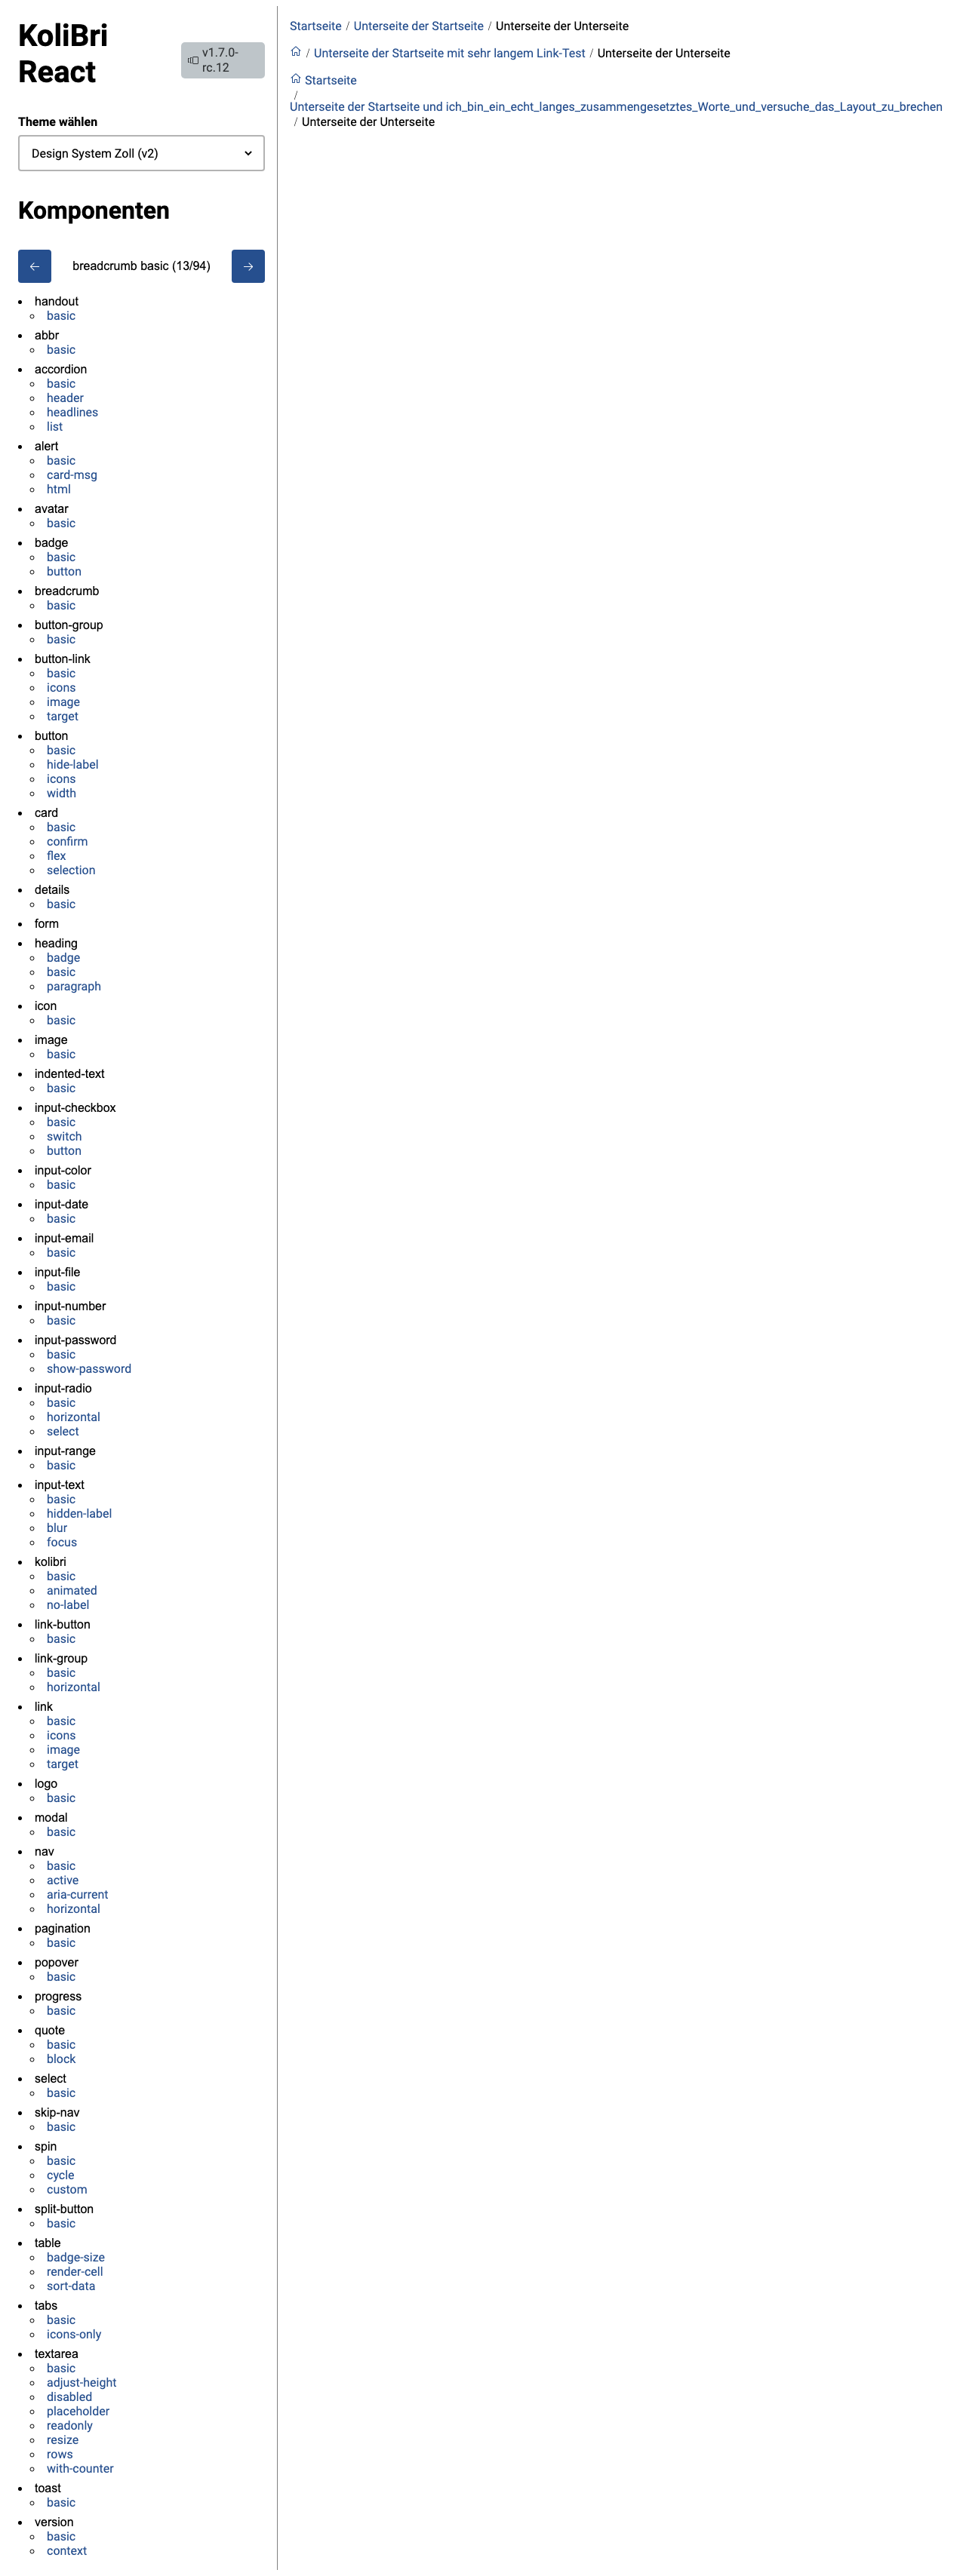 KoliBri
React
v1.7.0-
rc.12
Theme wählen
Design System Zoll (v2)
Komponenten
← breadcrumb basic (13/94) →
• handout
◦ basic
• abbr
◦ basic
• accordion
◦ basic
◦ header
◦ headlines
◦ list
• alert
◦ basic
◦ card-msg
◦ html
• avatar
◦ basic
• badge
◦ basic
◦ button
• breadcrumb
◦ basic
• button-group
◦ basic
• button-link
◦ basic
◦ icons
◦ image
◦ target
• button
◦ basic
◦ hide-label
◦ icons
◦ width
• card
◦ basic
◦ confirm
◦ flex
◦ selection
• details
◦ basic
• form
• heading
◦ badge
◦ basic
◦ paragraph
• icon
◦ basic
• image
◦ basic
• indented-text
◦ basic
• input-checkbox
◦ basic
◦ switch
◦ button
• input-color
◦ basic
• input-date
◦ basic
• input-email
◦ basic
• input-file
◦ basic
• input-number
◦ basic
• input-password
◦ basic
◦ show-password
• input-radio
◦ basic
◦ horizontal
◦ select
• input-range
◦ basic
• input-text
◦ basic
◦ hidden-label
◦ blur
◦ focus
• kolibri
◦ basic
◦ animated
◦ no-label
• link-button
◦ basic
• link-group
◦ basic
◦ horizontal
• link
◦ basic
◦ icons
◦ image
◦ target
• logo
◦ basic
• modal
◦ basic
• nav
◦ basic
◦ active
◦ aria-current
◦ horizontal
• pagination
◦ basic
• popover
◦ basic
• progress
◦ basic
• quote
◦ basic
◦ block
• select
◦ basic
• skip-nav
◦ basic
• spin
◦ basic
◦ cycle
◦ custom
• split-button
◦ basic
• table
◦ badge-size
◦ render-cell
◦ sort-data
• tabs
◦ basic
◦ icons-only
• textarea
◦ basic
◦ adjust-height
◦ disabled
◦ placeholder
◦ readonly
◦ resize
◦ rows
◦ with-counter
• toast
◦ basic
• version
◦ basic
◦ context
Startseite / Unterseite der Startseite / Unterseite der Unterseite
/ Unterseite der Startseite mit sehr langem Link-Test / Unterseite der Unterseite
Startseite
/
Unterseite der Startseite und ich_bin_ein_echt_langes_zusammengesetztes_Worte_und_versuche_das_Layout_zu_brechen
/ Unterseite der Unterseite